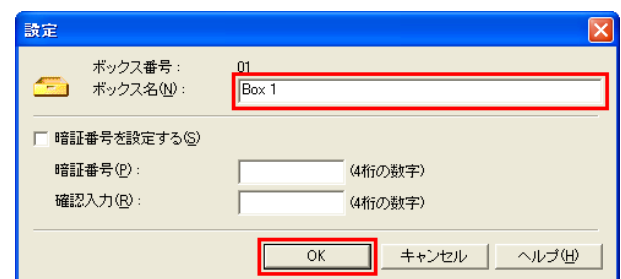 設定
ボックス番号: 01
ボックス名(N): Box 1
暗証番号を設定する(S)
暗証番号(P): (4桁の数字)
確認入力(R): (4桁の数字)
OK キャンセル ヘルプ(H)